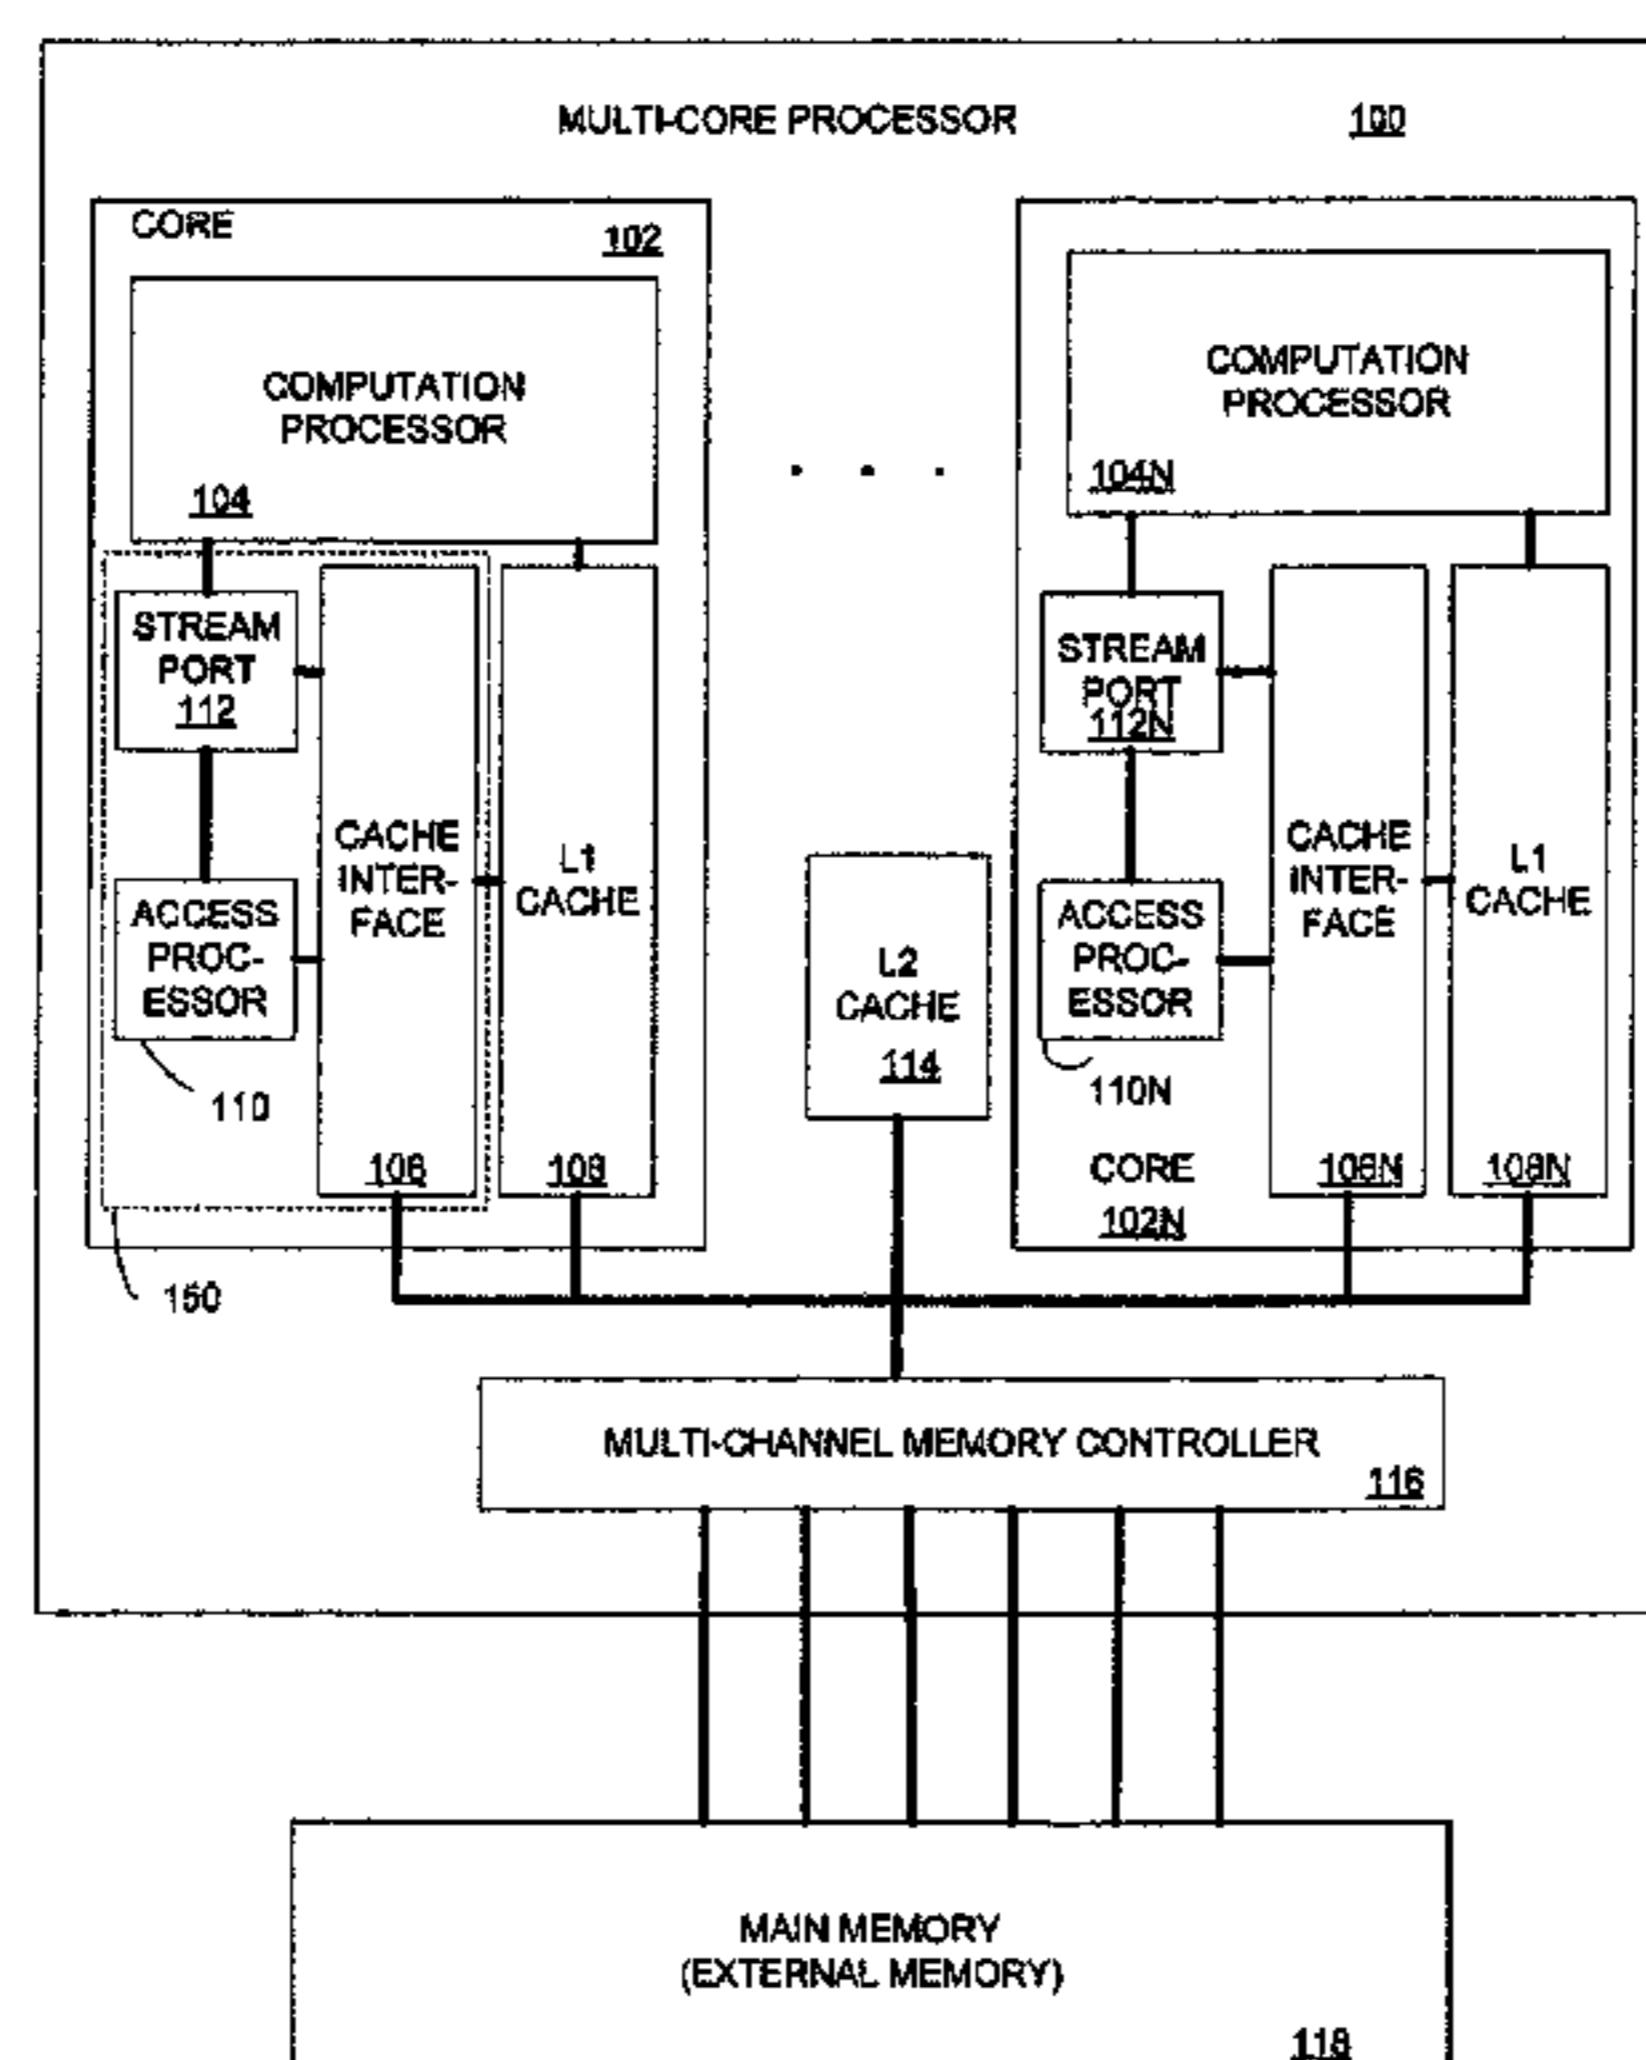 MULTI-CORE PROCESSOR
100
CORE
102
COMPUTATION
PROCESSOR
104
STREAM
PORT
112
CACHE
INTER-
FACE
106
L1
CACHE
108
ACCESS
PROC-
ESSOR
110
150
L2
CACHE
114
COMPUTATION
PROCESSOR
104N
STREAM
PORT
112N
CACHE
INTER-
FACE
106N
L1
CACHE
108N
ACCESS
PROC-
ESSOR
110N
CORE
102N
MULTI-CHANNEL MEMORY CONTROLLER
116
MAIN MEMORY
(EXTERNAL MEMORY)
118